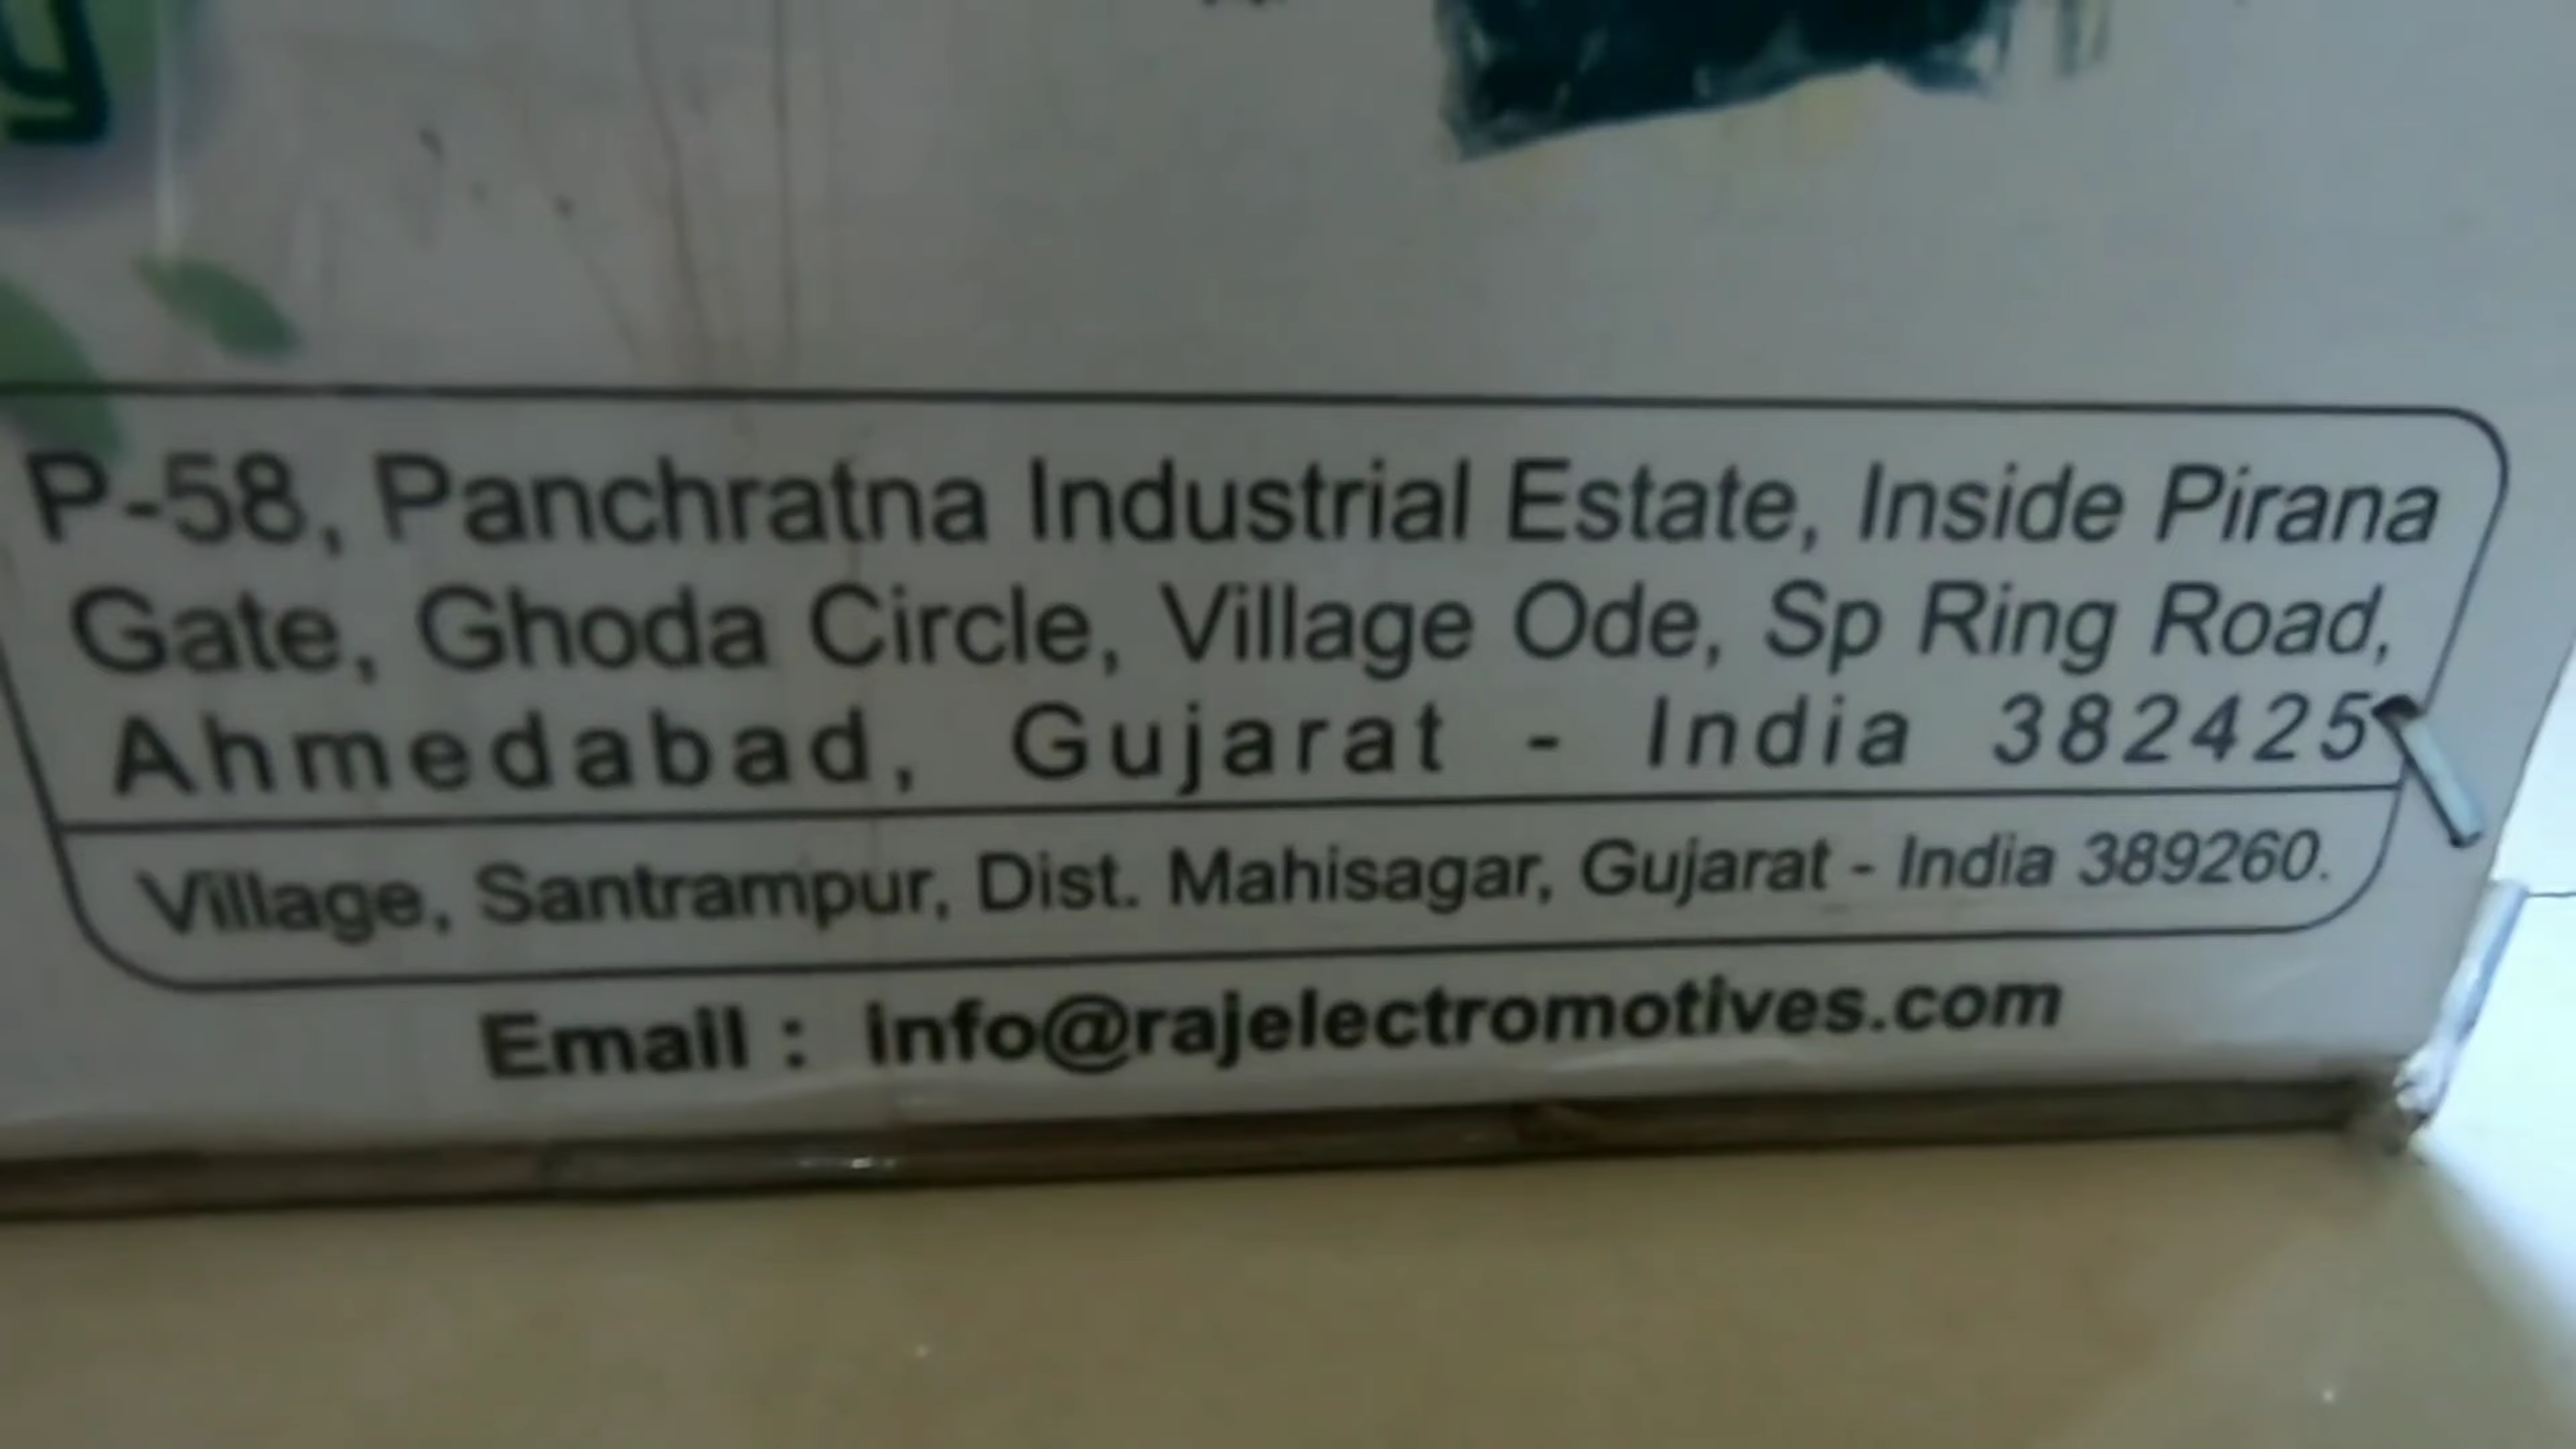 P-58, Panchratna Industrial Estate, Inside Pirana
Gate, Ghoda Circle, Village Ode, Sp Ring Road,
Ahmedabad, Gujarat - India 382425
Village, Santrampur, Dist. Mahisagar, Gujarat - India 389260.
Email : info@rajelectromotives.com